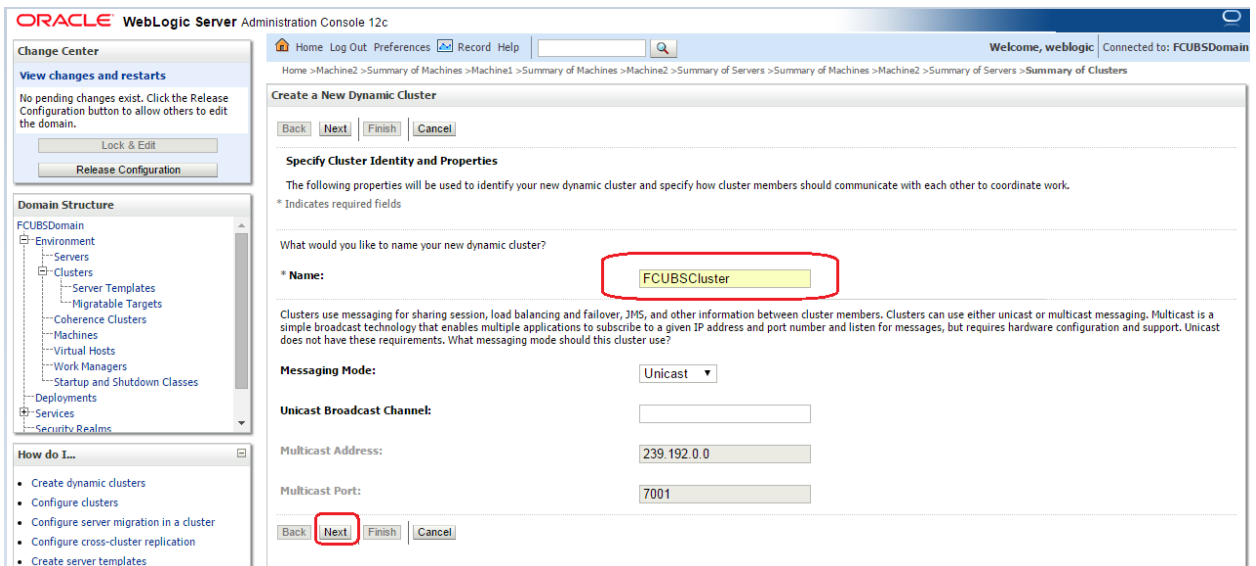 ORACLE WebLogic Server Administration Console 12c
Change Center
View changes and restarts
No pending changes exist. Click the Release
Configuration button to allow others to edit
the domain.
Lock & Edit
Release Configuration
Domain Structure
FCUBSDomain
Environment
Servers
Clusters
Server Templates
Migratable Targets
Coherence Clusters
Machines
Virtual Hosts
Work Managers
Startup and Shutdown Classes
Deployments
Services
Security Realms
How do I...
Create dynamic clusters
Configure clusters
Configure server migration in a cluster
Configure cross-cluster replication
Create server templates
Home Log Out Preferences Record Help
Welcome, weblogic Connected to: FCUBSDomain
Home >Machine2 >Summary of Machines >Machine1 >Summary of Machines >Machine2 >Summary of Servers >Summary of Machines >Machine2 >Summary of Servers >Summary of Clusters
Create a New Dynamic Cluster
Back Next Finish Cancel
Specify Cluster Identity and Properties
The following properties will be used to identify your new dynamic cluster and specify how cluster members should communicate with each other to coordinate work.
* Indicates required fields
What would you like to name your new dynamic cluster?
* Name: FCUBSCluster
Clusters use messaging for sharing session, load balancing and failover, JMS, and other information between cluster members. Clusters can use either unicast or multicast messaging. Multicast is a
simple broadcast technology that enables multiple applications to subscribe to a given IP address and port number and listen for messages, but requires hardware configuration and support. Unicast
does not have these requirements. What messaging mode should this cluster use?
Messaging Mode: Unicast
Unicast Broadcast Channel:
Multicast Address: 239.192.0.0
Multicast Port: 7001
Back Next Finish Cancel